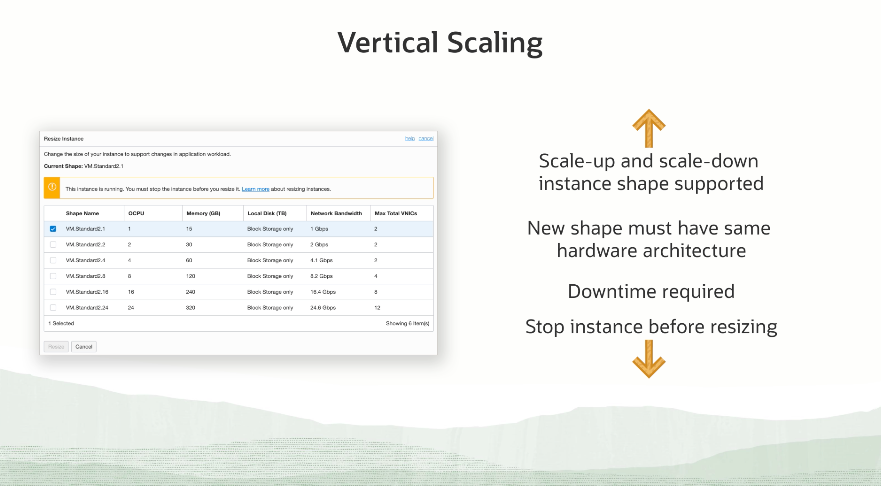 Vertical Scaling
Resize Instance
Help Cancel
Change the size of your instance to support changes in application workload.
Current Shape: VM.Standard2.1
This instance is running. You must stop the instance before you resize it. Learn more about resizing instances.
Shape Name OCPU Memory (GB) Local Disk (TB) Network Bandwidth Max Total VNICs
VM.Standard2.1 1 15 Block Storage only 1 Gbps 2
VM.Standard2.2 2 30 Block Storage only 2 Gbps 2
VM.Standard2.4 4 60 Block Storage only 4.1 Gbps 2
VM.Standard2.8 8 120 Block Storage only 8.2 Gbps 4
VM.Standard2.16 16 240 Block Storage only 16.4 Gbps 8
VM.Standard2.24 24 320 Block Storage only 24.6 Gbps 12
1 Selected
Showing 6 item(s)
Resize Cancel
Scale-up and scale-down
instance shape supported
New shape must have same
hardware architecture
Downtime required
Stop instance before resizing